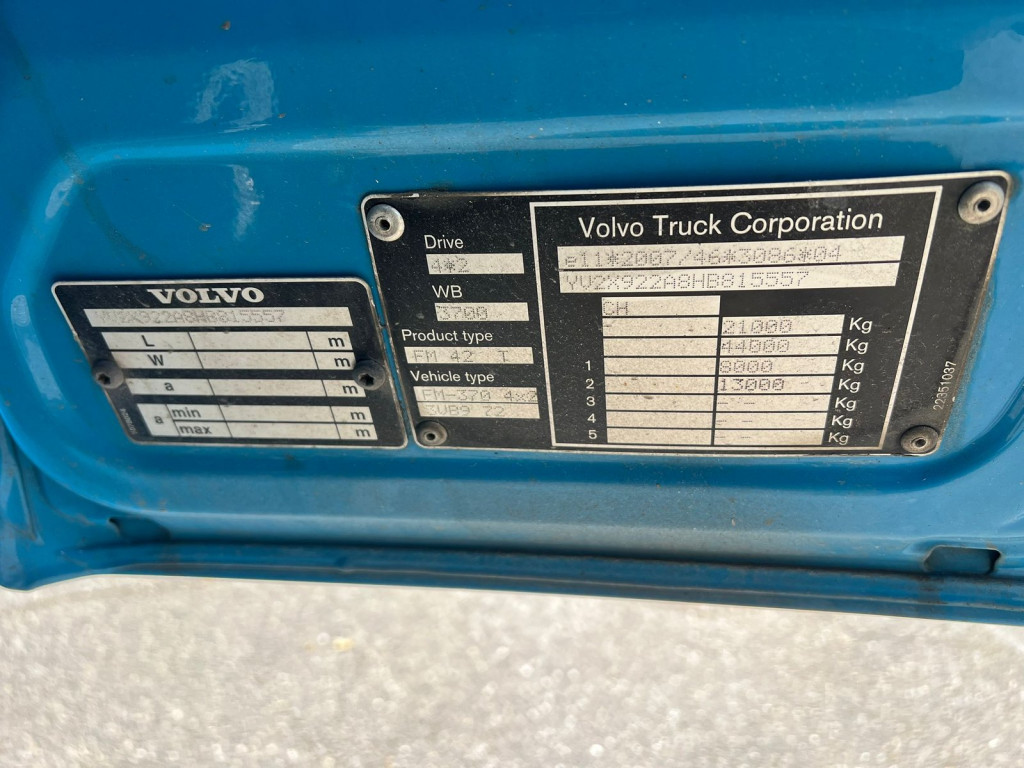 VOLVO
YV2X922A8HB815557
L m
W m
a m
a min m
max m
Drive
4*2
WB
3700
Product type
FM 42 T
Vehicle type
FM-370 4x2
3VB9 Z2
Volvo Truck Corporation
e11*2007/46*3086*04
YV2X922A8HB815557
CH
21000 Kg
44000 Kg
1 8000 Kg
2 13000 Kg
3 - - Kg
4 - - Kg
5 - - Kg
22351037